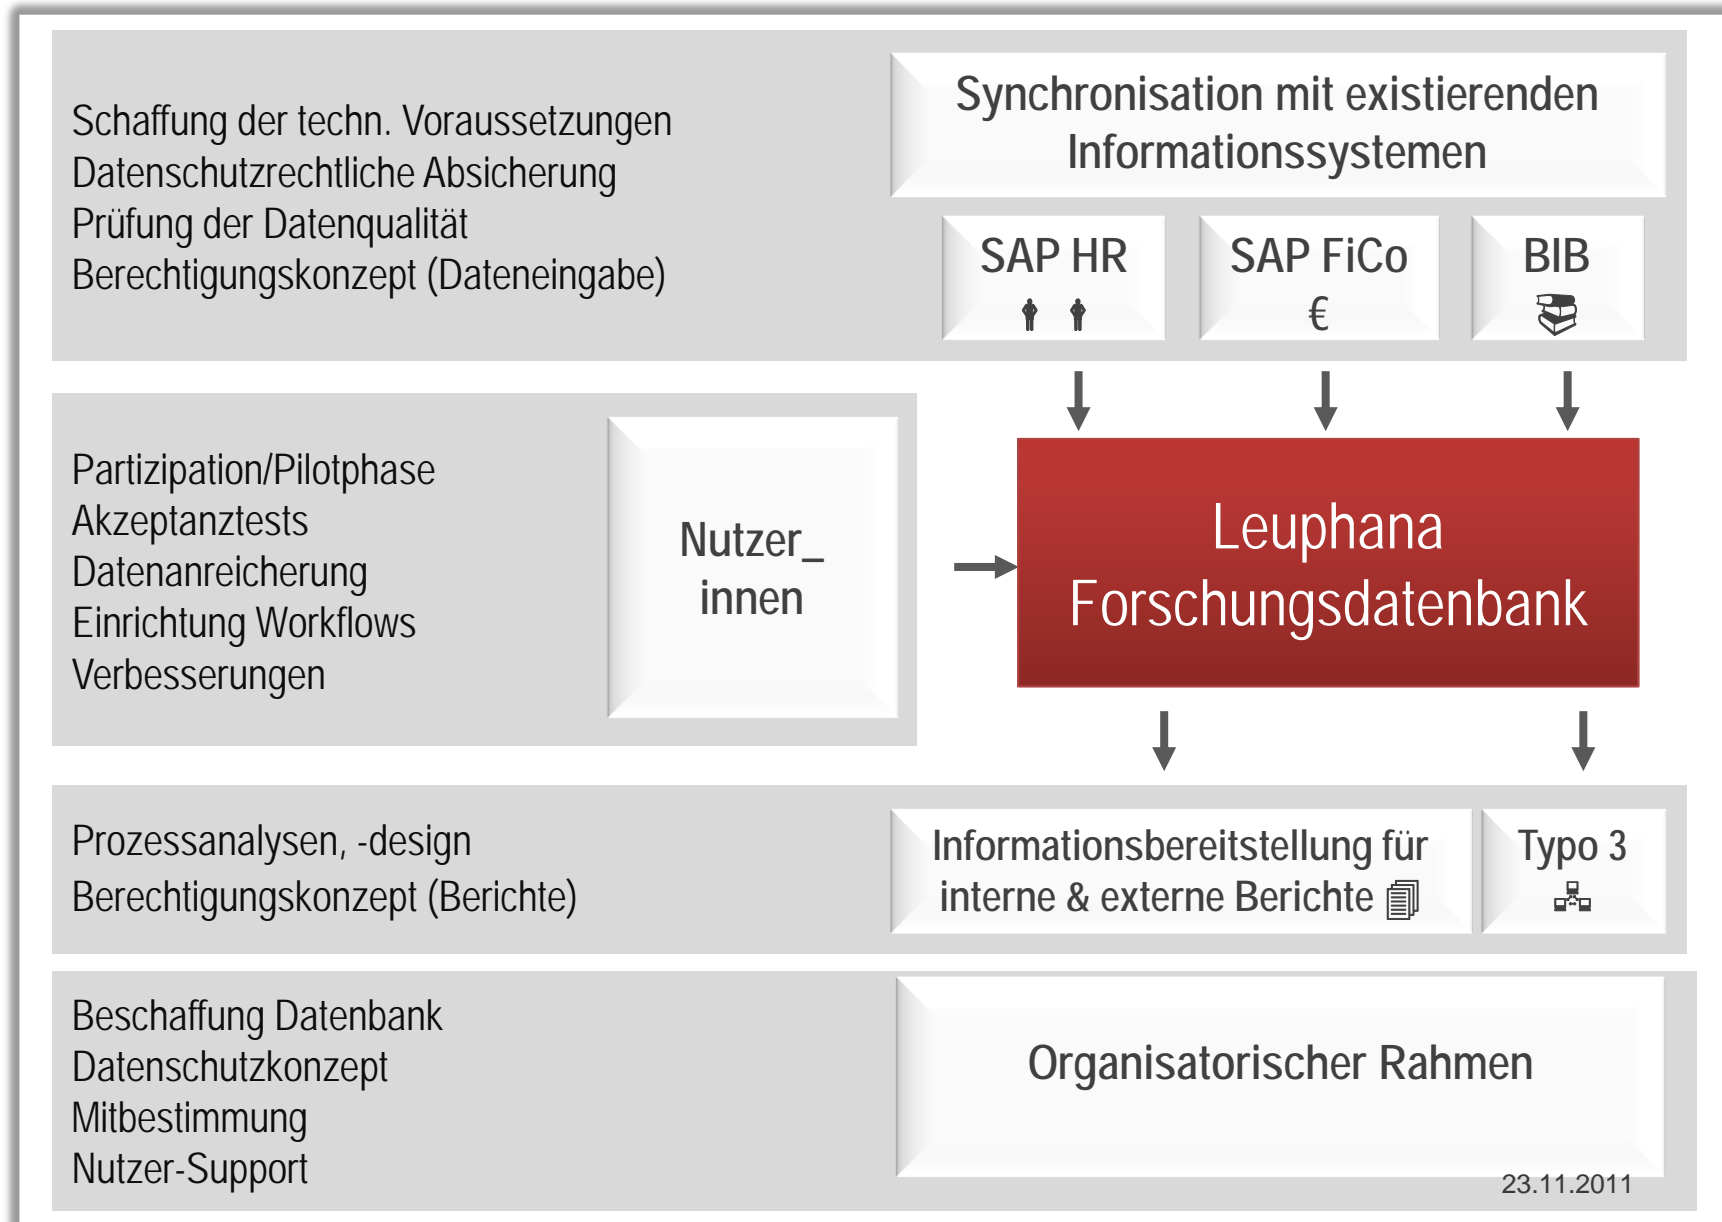 Schaffung der techn. Voraussetzungen
Datenschutzrechtliche Absicherung
Prüfung der Datenqualität
Berechtigungskonzept (Dateneingabe)
Synchronisation mit existierenden
Informationssystemen
SAP HR
SAP FiCo
€
BIB
Partizipation/Pilotphase
Akzeptanztests
Datenanreicherung
Einrichtung Workflows
Verbesserungen
Nutzer_
innen
Leuphana
Forschungsdatenbank
Prozessanalysen, -design
Berechtigungskonzept (Berichte)
Informationsbereitstellung für
interne & externe Berichte
Typo 3
Beschaffung Datenbank
Datenschutzkonzept
Mitbestimmung
Nutzer-Support
Organisatorischer Rahmen
23.11.2011